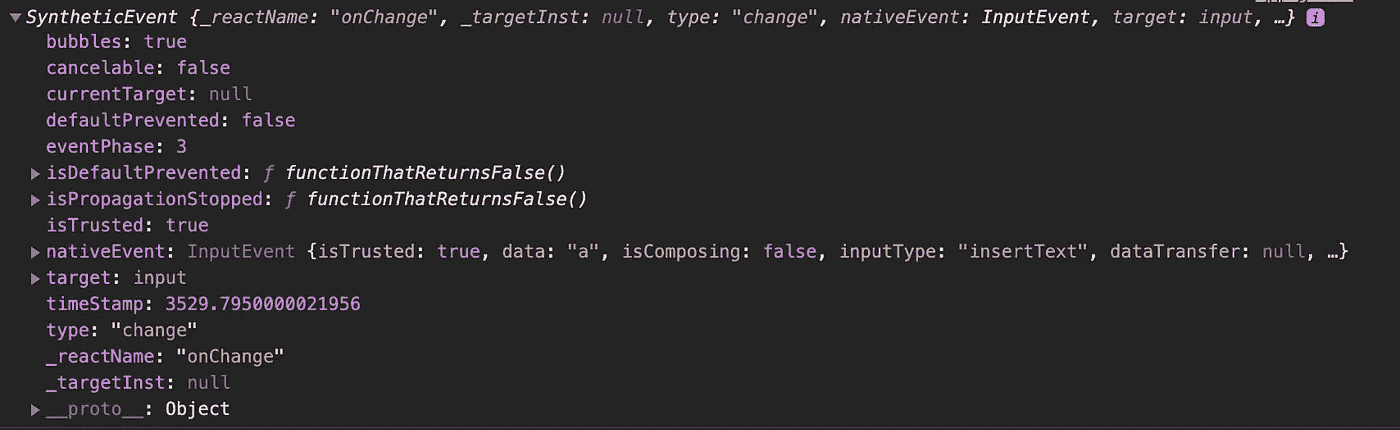 SyntheticEvent {_reactName: "onChange", _targetInst: null, type: "change", nativeEvent: InputEvent, target: input, …} i
bubbles: true
cancelable: false
currentTarget: null
defaultPrevented: false
eventPhase: 3
isDefaultPrevented: ƒ functionThatReturnsFalse()
isPropagationStopped: ƒ functionThatReturnsFalse()
isTrusted: true
nativeEvent: InputEvent {isTrusted: true, data: "a", isComposing: false, inputType: "insertText", dataTransfer: null, …}
target: input
timeStamp: 3529.7950000021956
type: "change"
_reactName: "onChange"
_targetInst: null
__proto__: Object